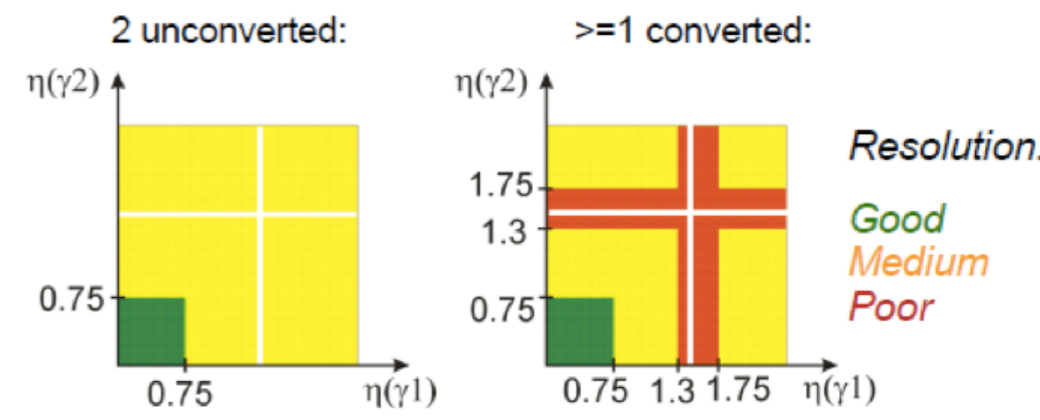 2 unconverted:
η(γ2)
0.75
0.75
η(γ1)
>=1 converted:
η(γ2)
1.75
1.3
0.75
0.75 1.3 1.75 η(γ1)
Resolution:
Good
Medium
Poor